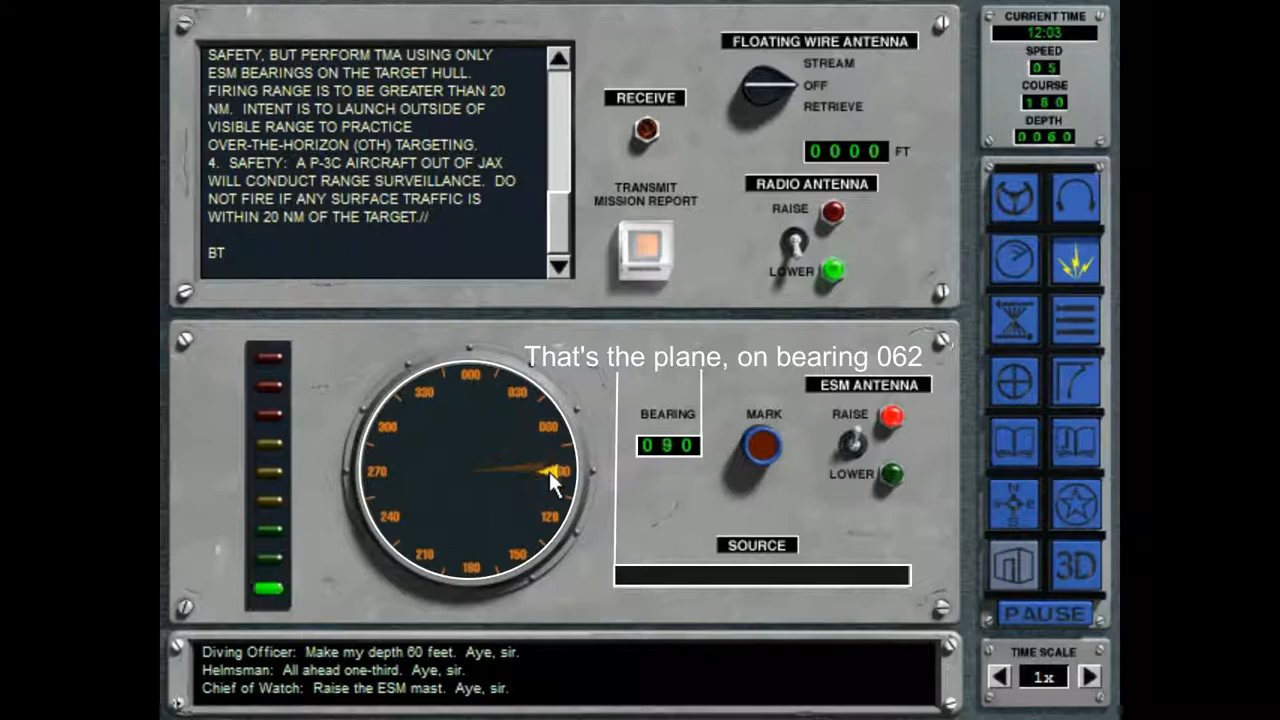 SAFETY, BUT PERFORM TMA USING ONLY
ESM BEARINGS ON THE TARGET HULL.
FIRING RANGE IS TO BE GREATER THAN 20
NM. INTENT IS TO LAUNCH OUTSIDE OF
VISIBLE RANGE TO PRACTICE
OVER-THE-HORIZON (OTH) TARGETING.
4. SAFETY: A P-3C AIRCRAFT OUT OF JAX
WILL CONDUCT RANGE SURVEILLANCE. DO
NOT FIRE IF ANY SURFACE TRAFFIC IS
WITHIN 20 NM OF THE TARGET.//
BT
RECEIVE
TRANSMIT
MISSION REPORT
FLOATING WIRE ANTENNA
STREAM
OFF
RETRIEVE
0000 FT
RADIO ANTENNA
RAISE
LOWER
CURRENT TIME
12:03
SPEED
05
COURSE
180
DEPTH
0060
That's the plane, on bearing 062
000
030
060
120
150
180
210
240
270
300
330
BEARING
090
MARK
ESM ANTENNA
RAISE
LOWER
SOURCE
N
E
S
3D
PAUSE
TIME SCALE
1x
Diving Officer: Make my depth 60 feet. Aye, sir.
Helmsman: All ahead one-third. Aye, sir.
Chief of Watch: Raise the ESM mast. Aye, sir.